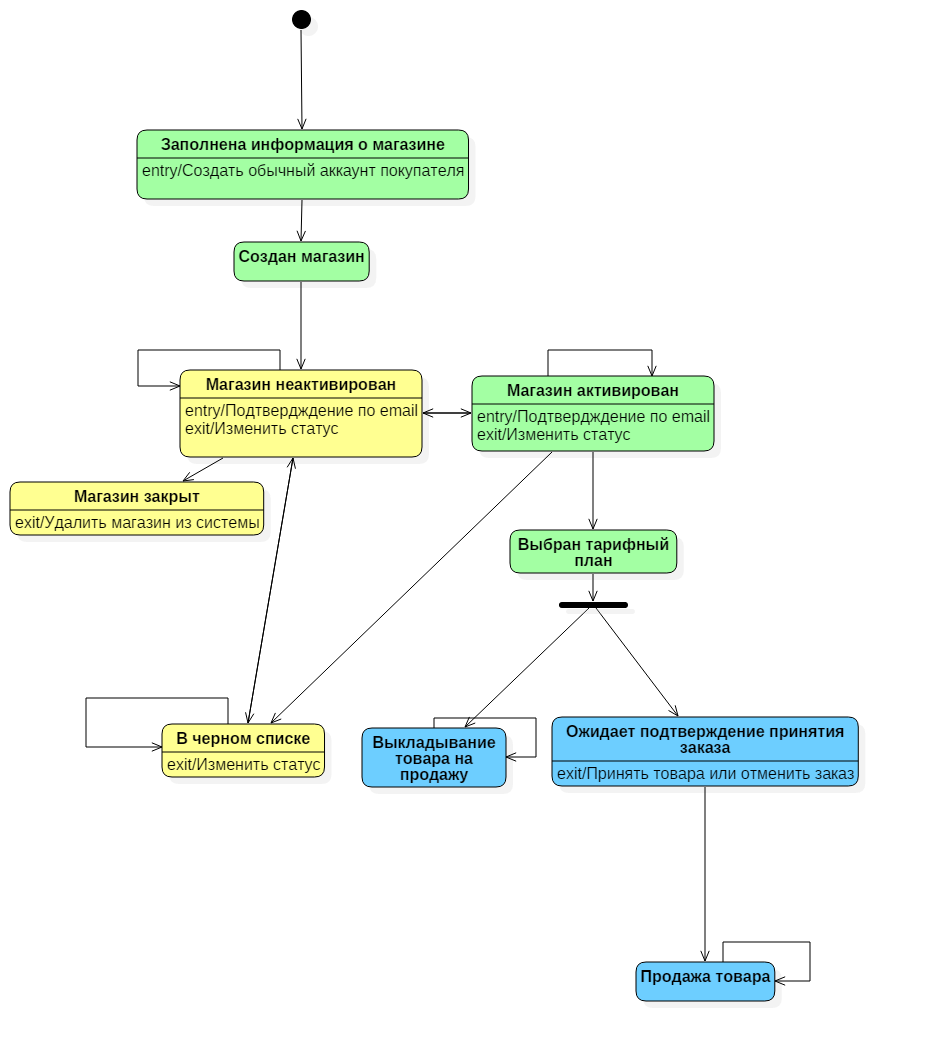 Заполнена информация о магазине
entry/Создать обычный аккаунт покупателя
Создан магазин
Магазин неактивирован
entry/Подтвердждение по email
exit/Изменить статус
Магазин активирован
entry/Подтвердждение по email
exit/Изменить статус
Магазин закрыт
exit/Удалить магазин из системы
Выбран тарифный
план
В черном списке
exit/Изменить статус
Выкладывание
товара на
продажу
Ожидает подтверждение принятия
заказа
exit/Принять товара или отменить заказ
Продажа товара